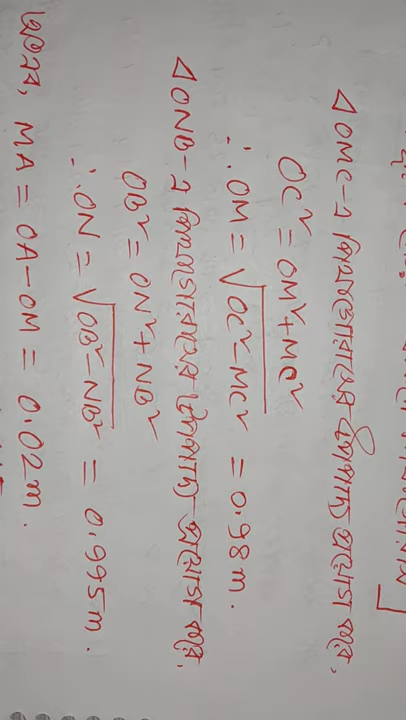 Δ OMC-এ পিথাগোরাসের উপপাদ্য প্রয়োগ করে,
OC² = OM² + MC²
∴ OM = √OC² - MC² = 0.98 m.
Δ ONB-এ পিথাগোরাসের উপপাদ্য প্রয়োগ করে,
OB² = ON² + NB²
∴ ON = √OB² - NB² = 0.995 m.
MA = OA - OM = 0.02 m.